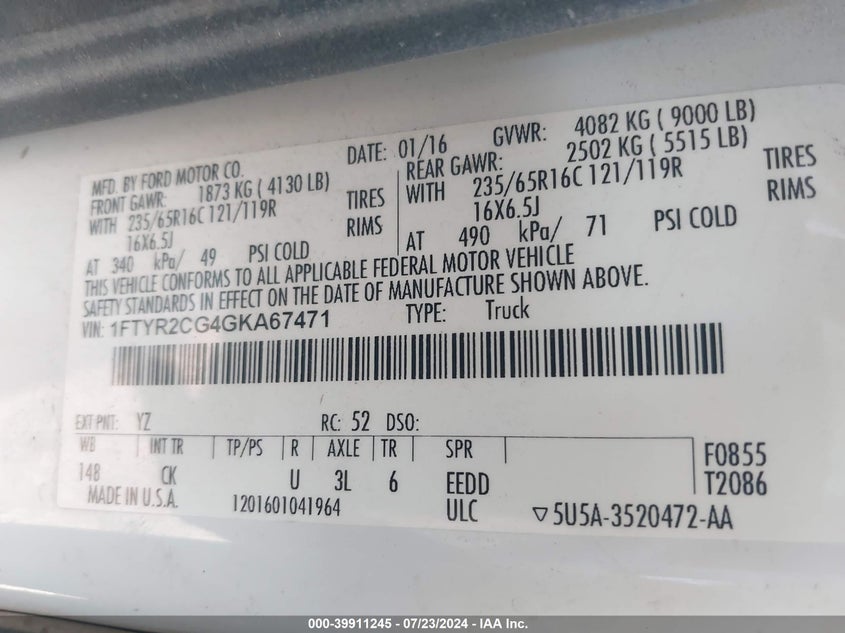 MFD. BY FORD MOTOR CO. DATE: 01/16 GVWR: 4082 KG ( 9000 LB)
FRONT GAWR: 1873 KG ( 4130 LB) REAR GAWR: 2502 KG ( 5515 LB)
WITH 235/65R16C 121/119R TIRES WITH 235/65R16C 121/119R TIRES
16X6.5J RIMS 16X6.5J RIMS
AT 340 kPa/ 49 PSI COLD AT 490 kPa/ 71 PSI COLD
THIS VEHICLE CONFORMS TO ALL APPLICABLE FEDERAL MOTOR VEHICLE
SAFETY STANDARDS IN EFFECT ON THE DATE OF MANUFACTURE SHOWN ABOVE.
VIN: 1FTYR2CG4GKA67471 TYPE: Truck
EXT PNT: YZ RC: 52 DSO:
WB INT TR TP/PS R AXLE TR SPR F0855
148 CK U 3L 6 EEDD T2086
MADE IN U.S.A. 1201601041964 ULC ▽5U5A-3520472-AA
000-39911245 - 07/23/2024 - IAA Inc.